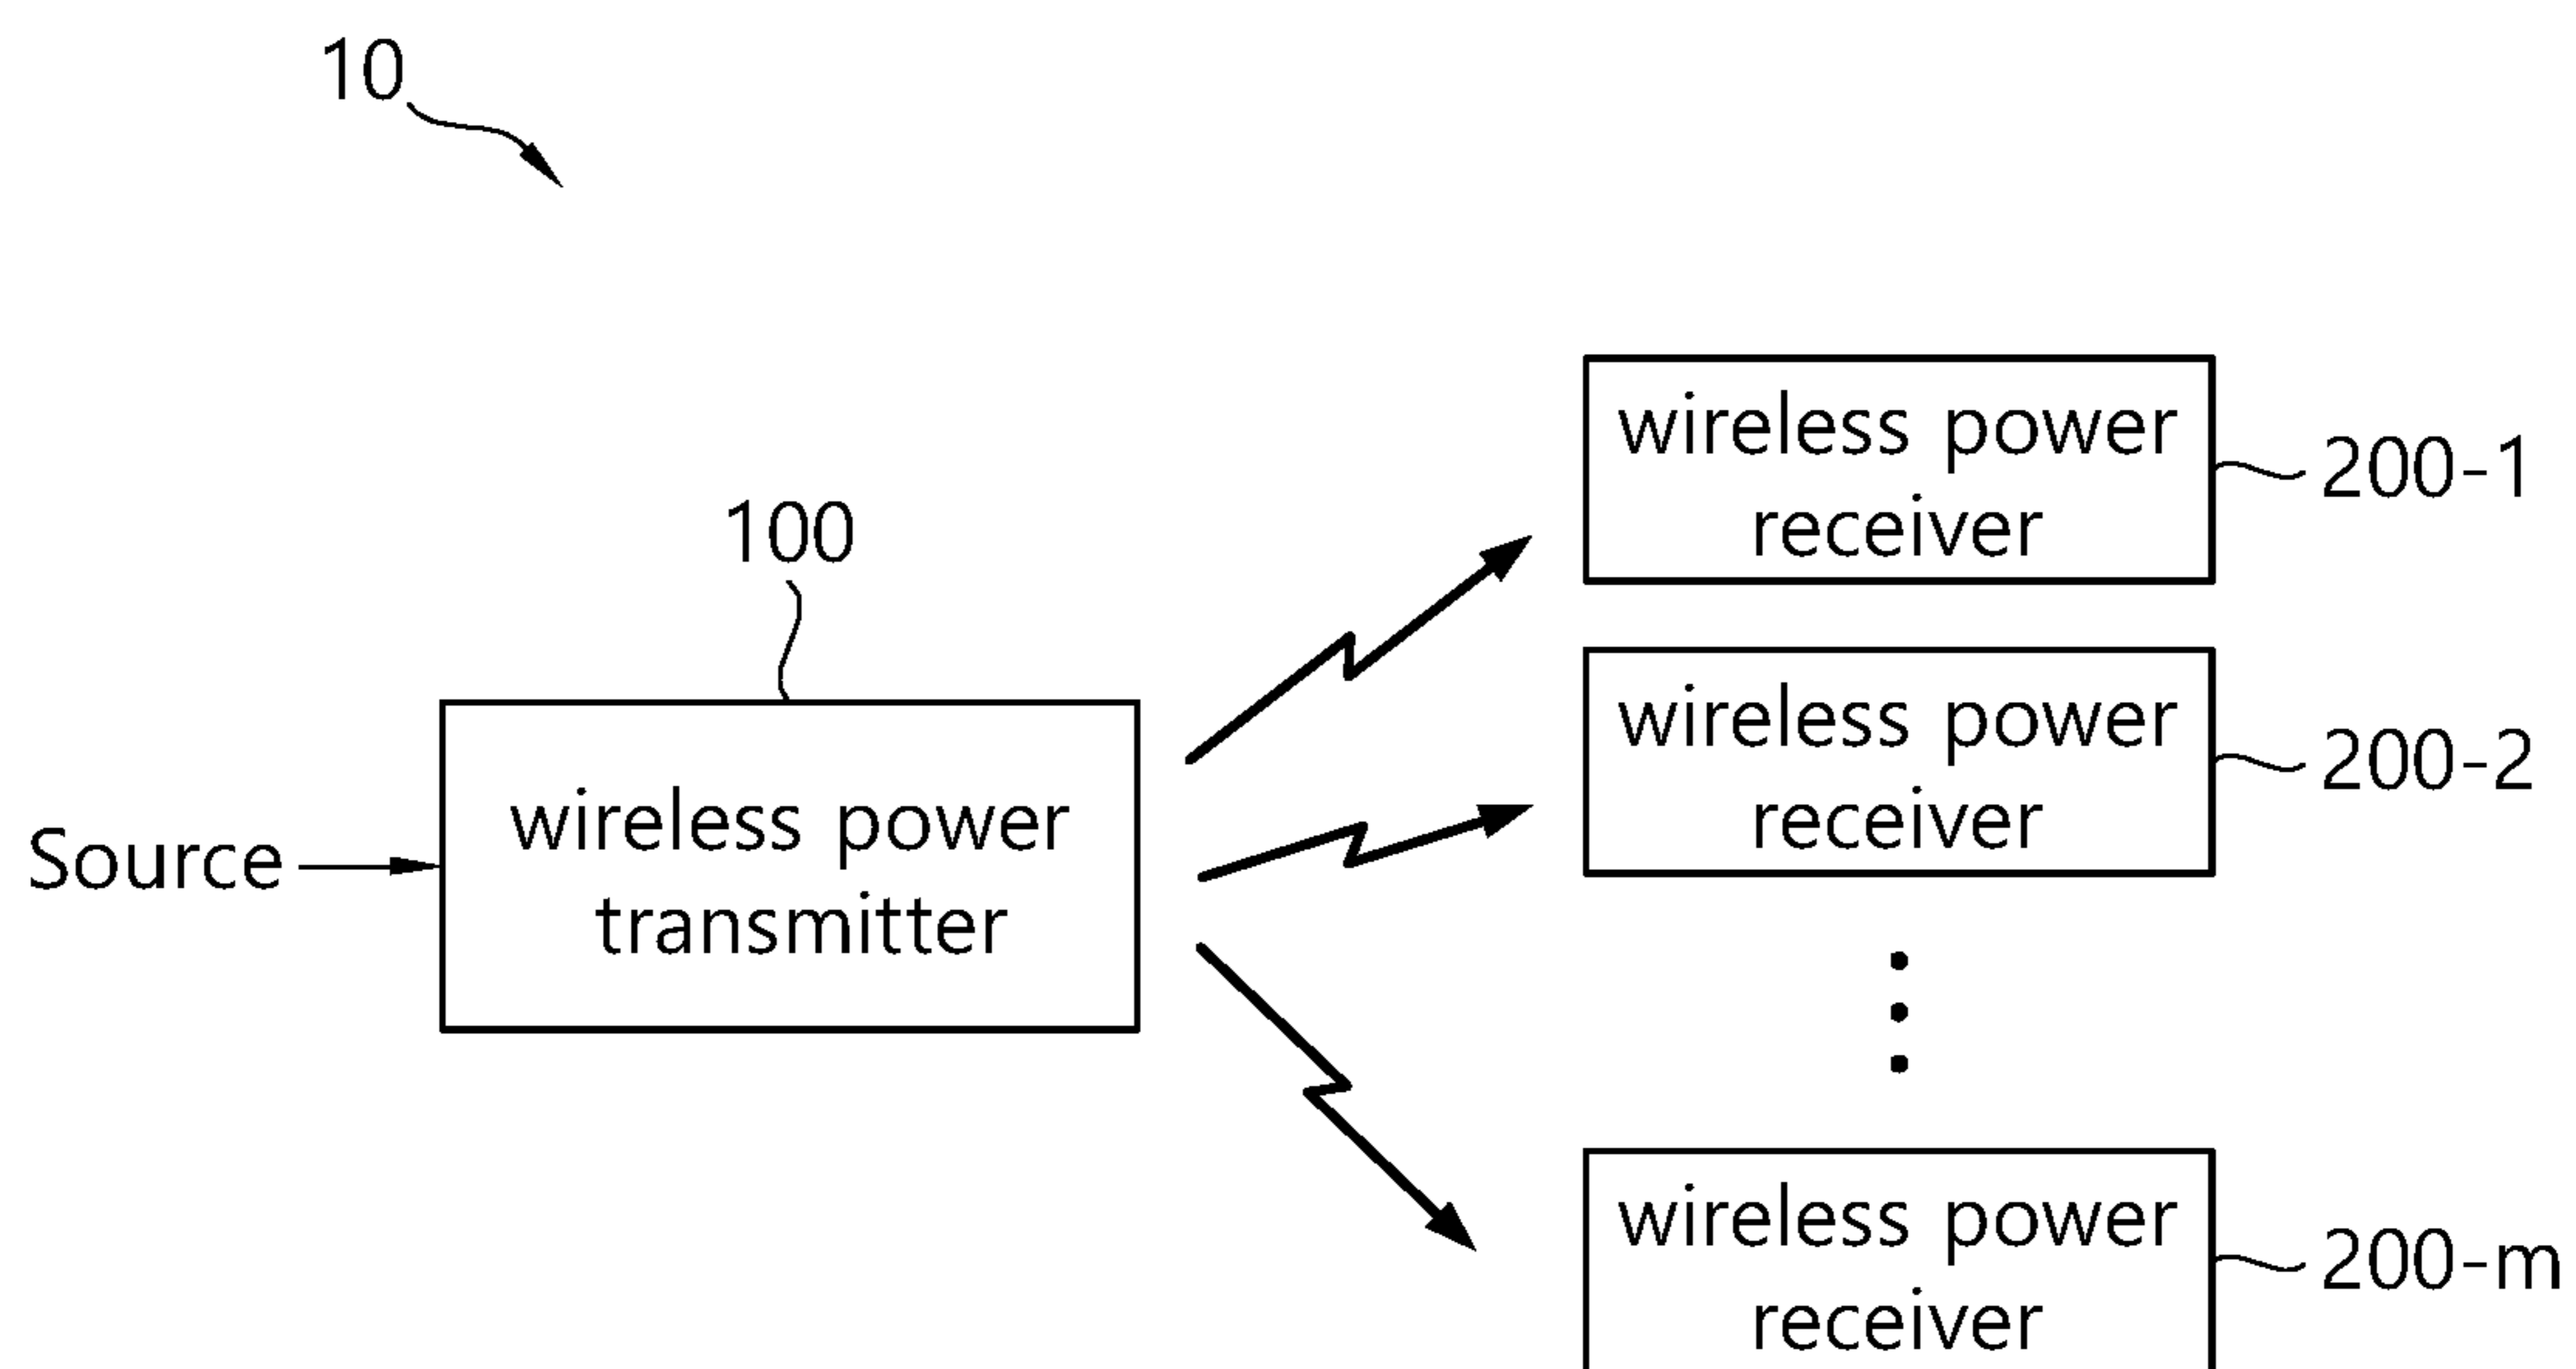 10
100
Source
wireless power
transmitter
wireless power
receiver
200-1
wireless power
receiver
200-2
wireless power
receiver
200-m